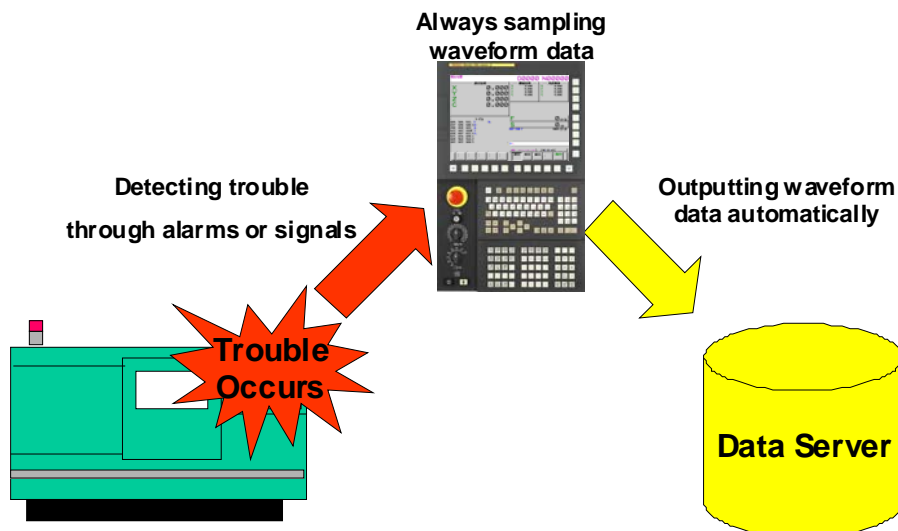 Always sampling
waveform data
Detecting trouble
through alarms or signals
Outputting waveform
data automatically
Trouble
Occurs
Data Server